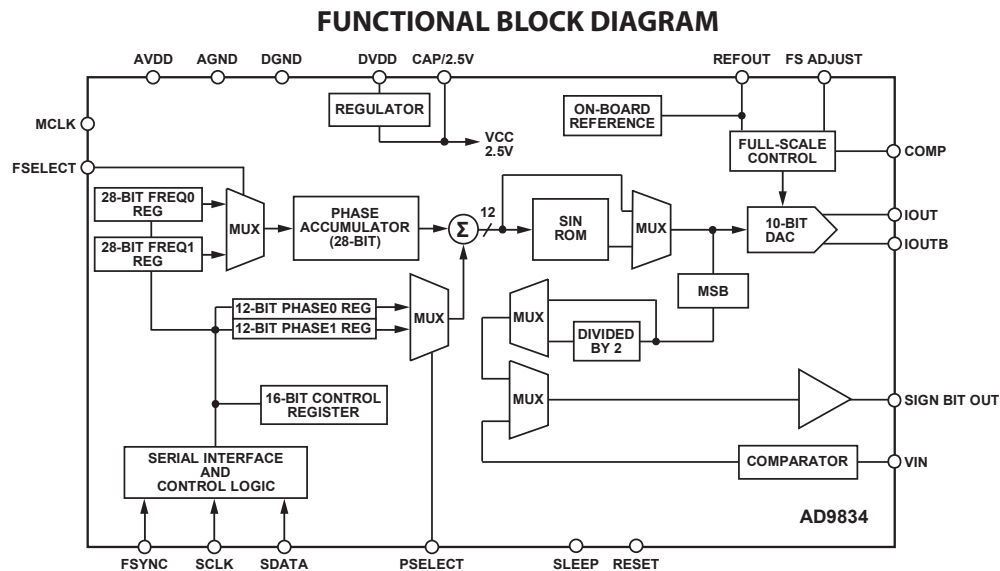 FUNCTIONAL BLOCK DIAGRAM
AVDD
AGND
DGND
DVDD
CAP/2.5V
REFOUT
FS ADJUST
MCLK
REGULATOR
VCC
2.5V
ON-BOARD
REFERENCE
FULL-SCALE
CONTROL
COMP
FSELECT
28-BIT FREQ0
REG
28-BIT FREQ1
REG
MUX
PHASE
ACCUMULATOR
(28-BIT)
Σ
12
SIN
ROM
MUX
10-BIT
DAC
IOUT
IOUTB
MSB
12-BIT PHASE0 REG
12-BIT PHASE1 REG
MUX
MUX
DIVIDED
BY 2
16-BIT CONTROL
REGISTER
MUX
SIGN BIT OUT
SERIAL INTERFACE
AND
CONTROL LOGIC
COMPARATOR
VIN
AD9834
FSYNC
SCLK
SDATA
PSELECT
SLEEP
RESET